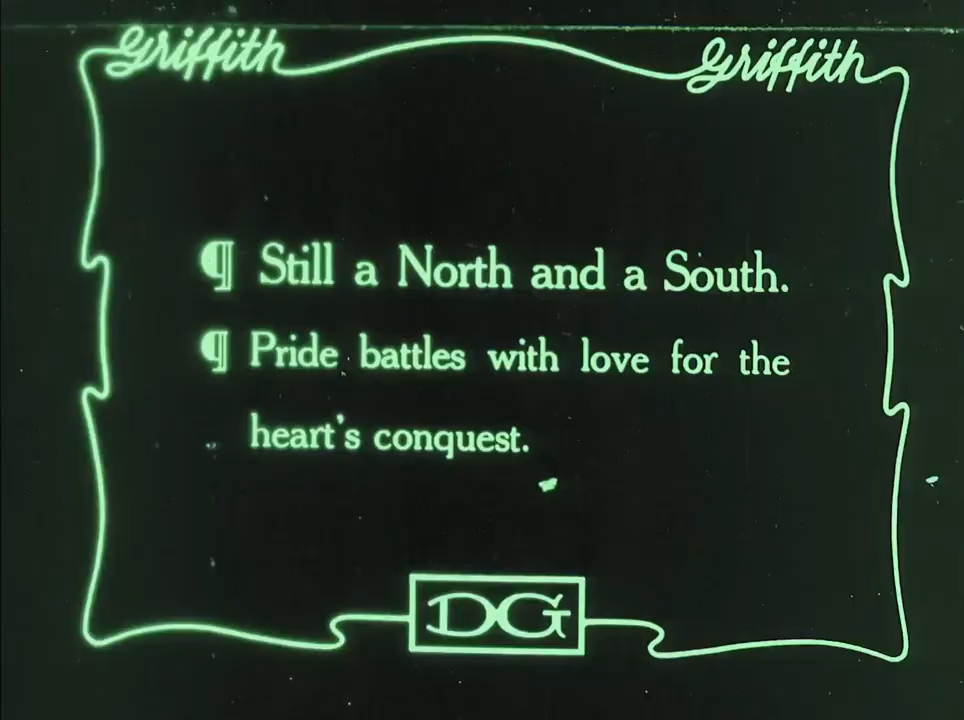 Griffith Griffith
¶ Still a North and a South.
¶ Pride battles with love for the
heart's conquest.
DG